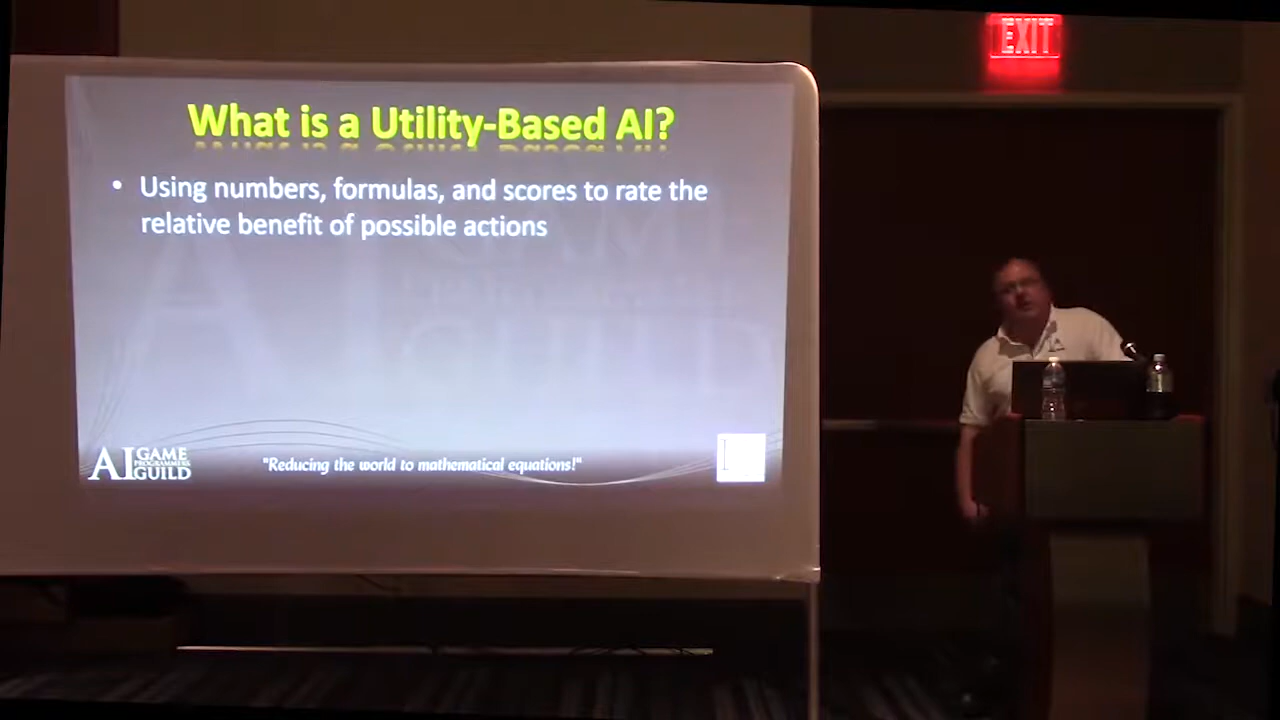 EXIT
What is a Utility-Based AI?
• Using numbers, formulas, and scores to rate the
relative benefit of possible actions
AI GAME
PROGRAMMERS
GUILD
"Reducing the world to mathematical equations!"